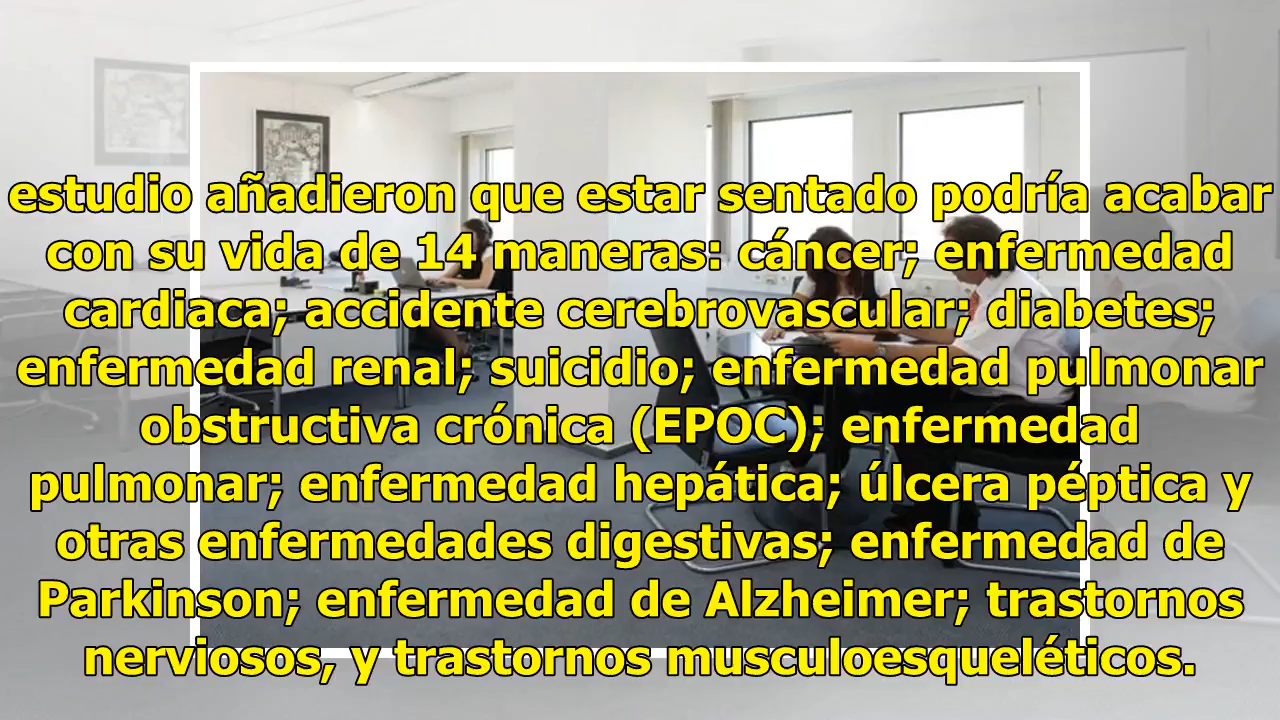 estudio añadieron que estar sentado podría acabar
con su vida de 14 maneras: cáncer; enfermedad
cardiaca; accidente cerebrovascular; diabetes;
enfermedad renal; suicidio; enfermedad pulmonar
obstructiva crónica (EPOC); enfermedad
pulmonar; enfermedad hepática; úlcera péptica y
otras enfermedades digestivas; enfermedad de
Parkinson; enfermedad de Alzheimer; trastornos
nerviosos, y trastornos musculoesqueléticos.